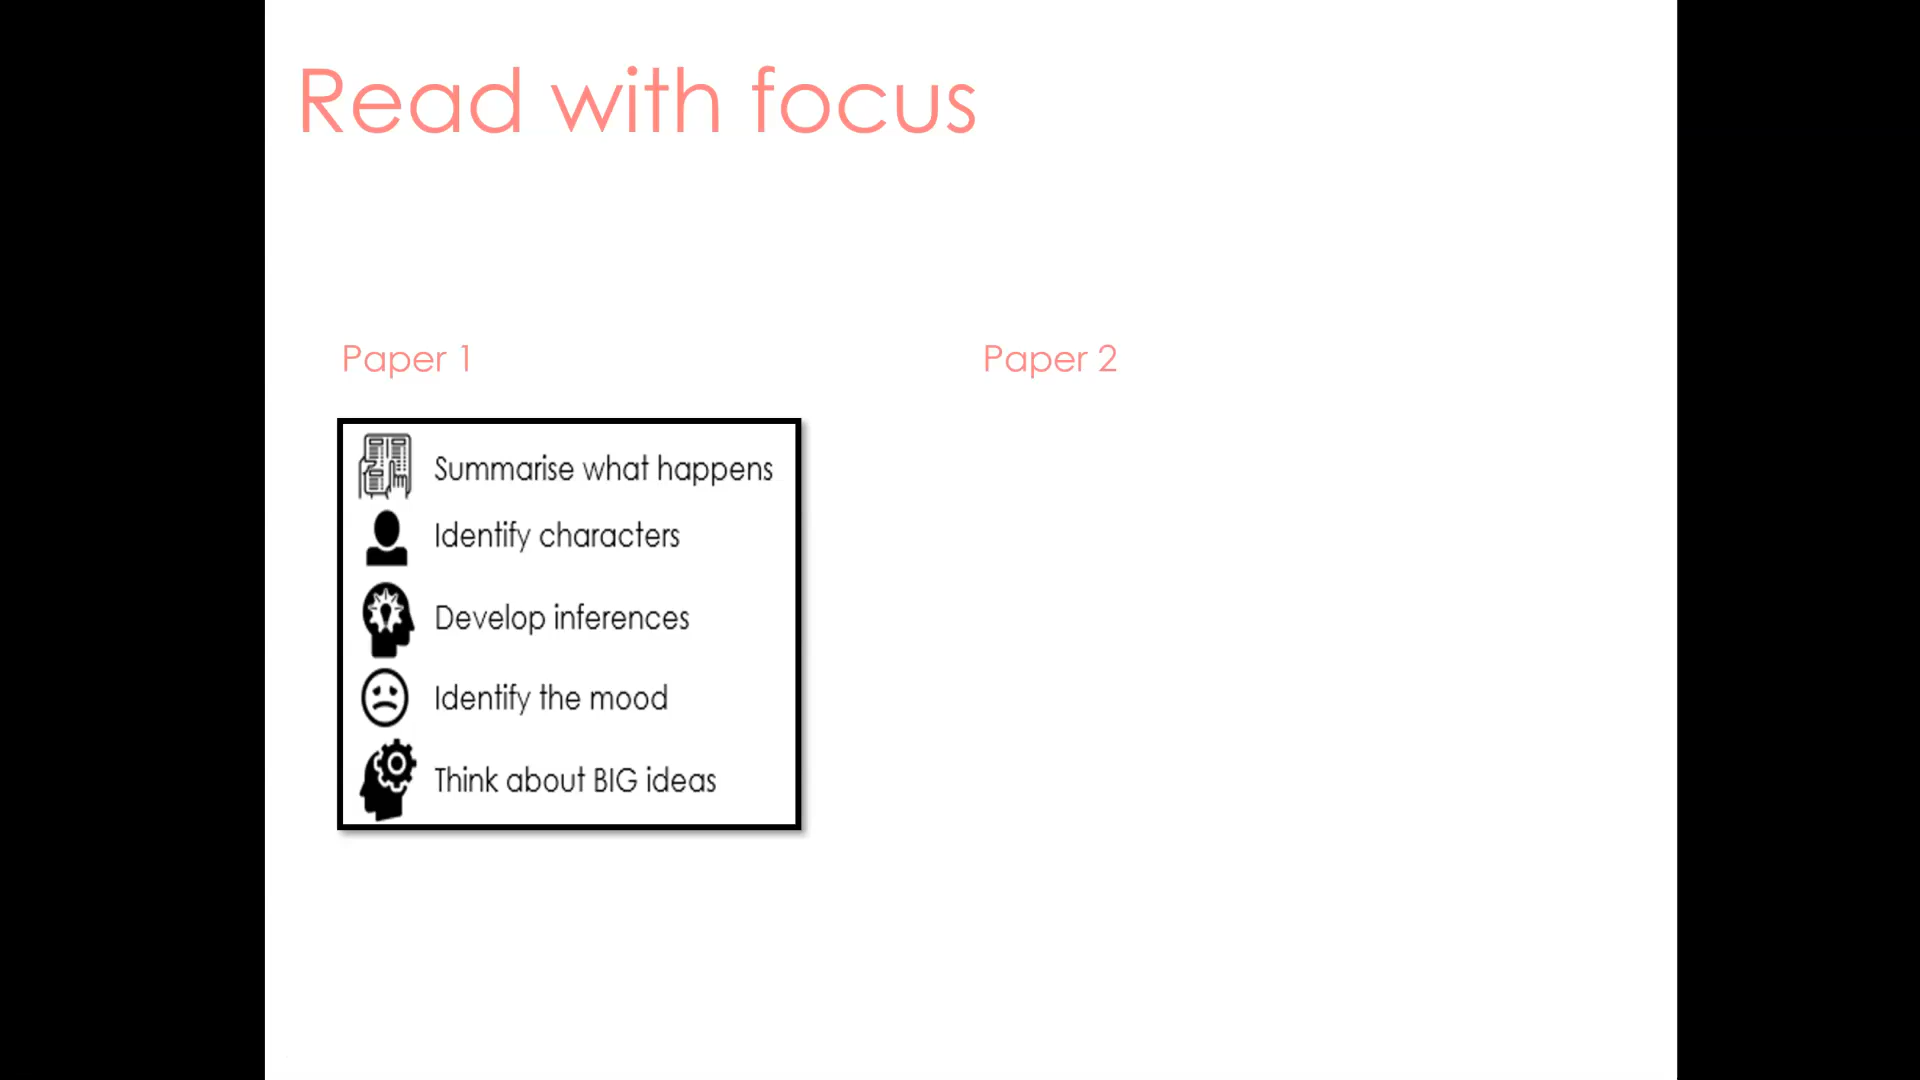 Read with focus
Paper 1
Paper 2
Summarise what happens
Identify characters
Develop inferences
Identify the mood
Think about BIG ideas